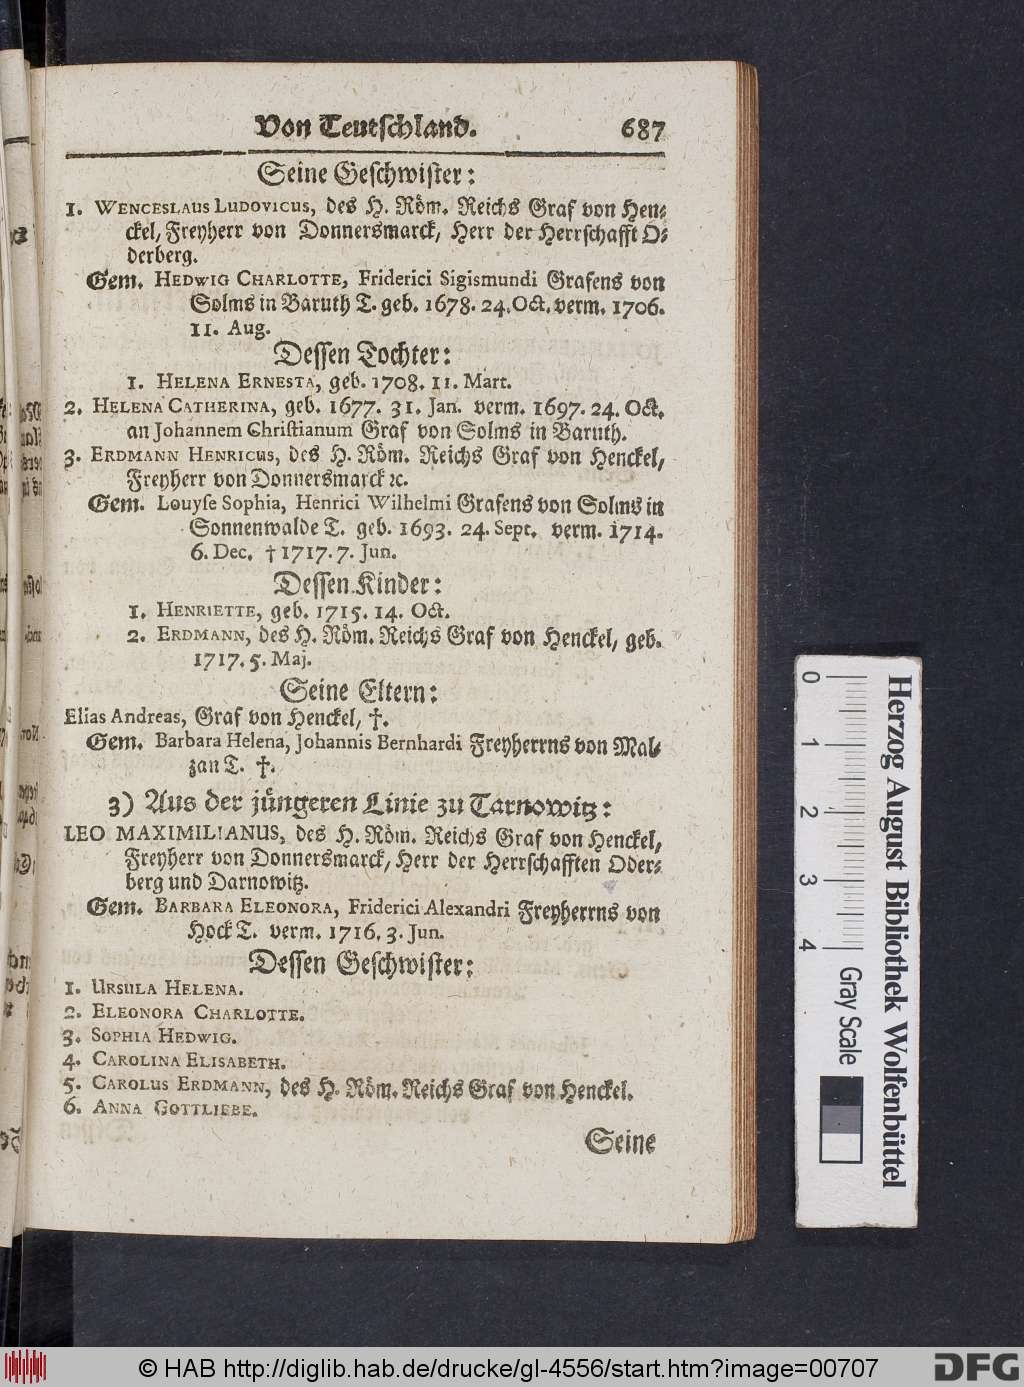 Von Teutschland. 687
Seine Geschwister:
1. WENCESLAUS LUDOVICUS, des H. Röm. Reichs Graf von Hen-
ckel, Freyherr von Donnersmarck, Herr der Herrschafft O-
derberg.
Gem. HEDWIG CHARLOTTE, Friderici Sigismundi Grafens von
Solms in Baruth T. geb. 1678. 24. Oct. verm. 1706.
11. Aug.
Dessen Tochter:
1. HELENA ERNESTA, geb. 1708. 11. Mart.
2. HELENA CATHERINA, geb. 1677. 31. Jan. verm. 1697. 24. Oct.
an Johannem Christianum Graf von Solms in Baruth.
3. ERDMANN HENRICUS, des H. Röm. Reichs Graf von Henckel,
Freyherr von Donnersmarck ꝛc.
Gem. Louyse Sophia, Henrici Wilhelmi Grafens von Solms in
Sonnenwalde T. geb. 1693. 24. Sept. verm. 1714.
6. Dec. † 1717. 7. Jun.
Dessen Kinder:
1. HENRIETTE, geb. 1715. 14. Oct.
2. ERDMANN, des H. Röm. Reichs Graf von Henckel, geb.
1717. 5. Maj.
Seine Eltern:
Elias Andreas, Graf von Henckel, †.
Gem. Barbara Helena, Johannis Bernhardi Freyherrns von Mal-
zan T. †.
3) Aus der jüngeren Linie zu Tarnowitz:
LEO MAXIMILIANUS, des H. Röm. Reichs Graf von Henckel,
Freyherr von Donnersmarck, Herr der Herrschafften Oder-
berg und Darnowitz.
Gem. BARBARA ELEONORA, Friderici Alexandri Freyherrns von
Hock T. verm. 1716. 3. Jun.
Dessen Geschwister:
1. URSULA HELENA.
2. ELEONORA CHARLOTTE.
3. SOPHIA HEDWIG.
4. CAROLINA ELISABETH.
5. CAROLUS ERDMANN, des H. Röm. Reichs Graf von Henckel.
6. ANNA GOTTLIEBE.
Seine
0 1 2 3 4 Gray Scale
Herzog August Bibliothek Wolfenbüttel
© HAB http://diglib.hab.de/drucke/gl-4556/start.htm?image=00707
DFG